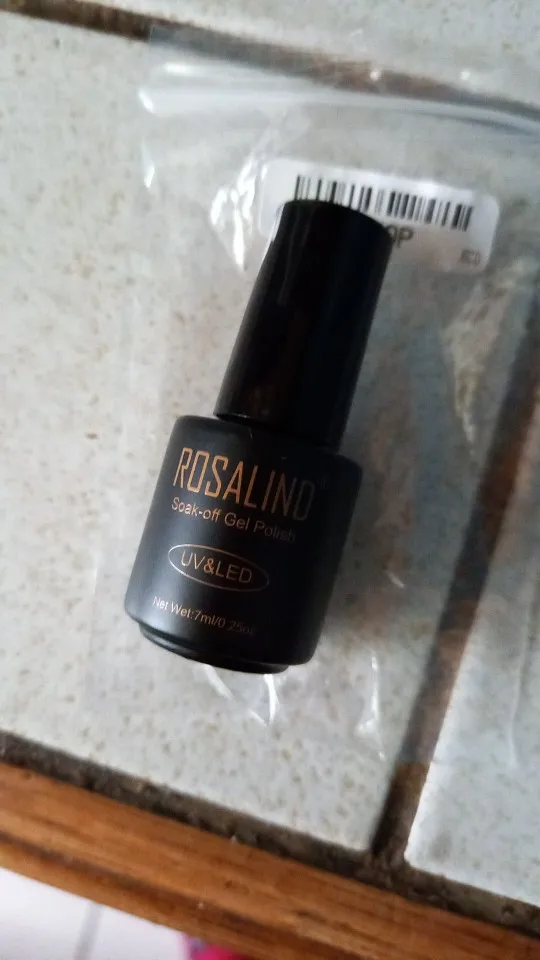 ROSALIND®
Soak-off Gel Polish
UV&LED
Net Wet:7ml/0.25oz